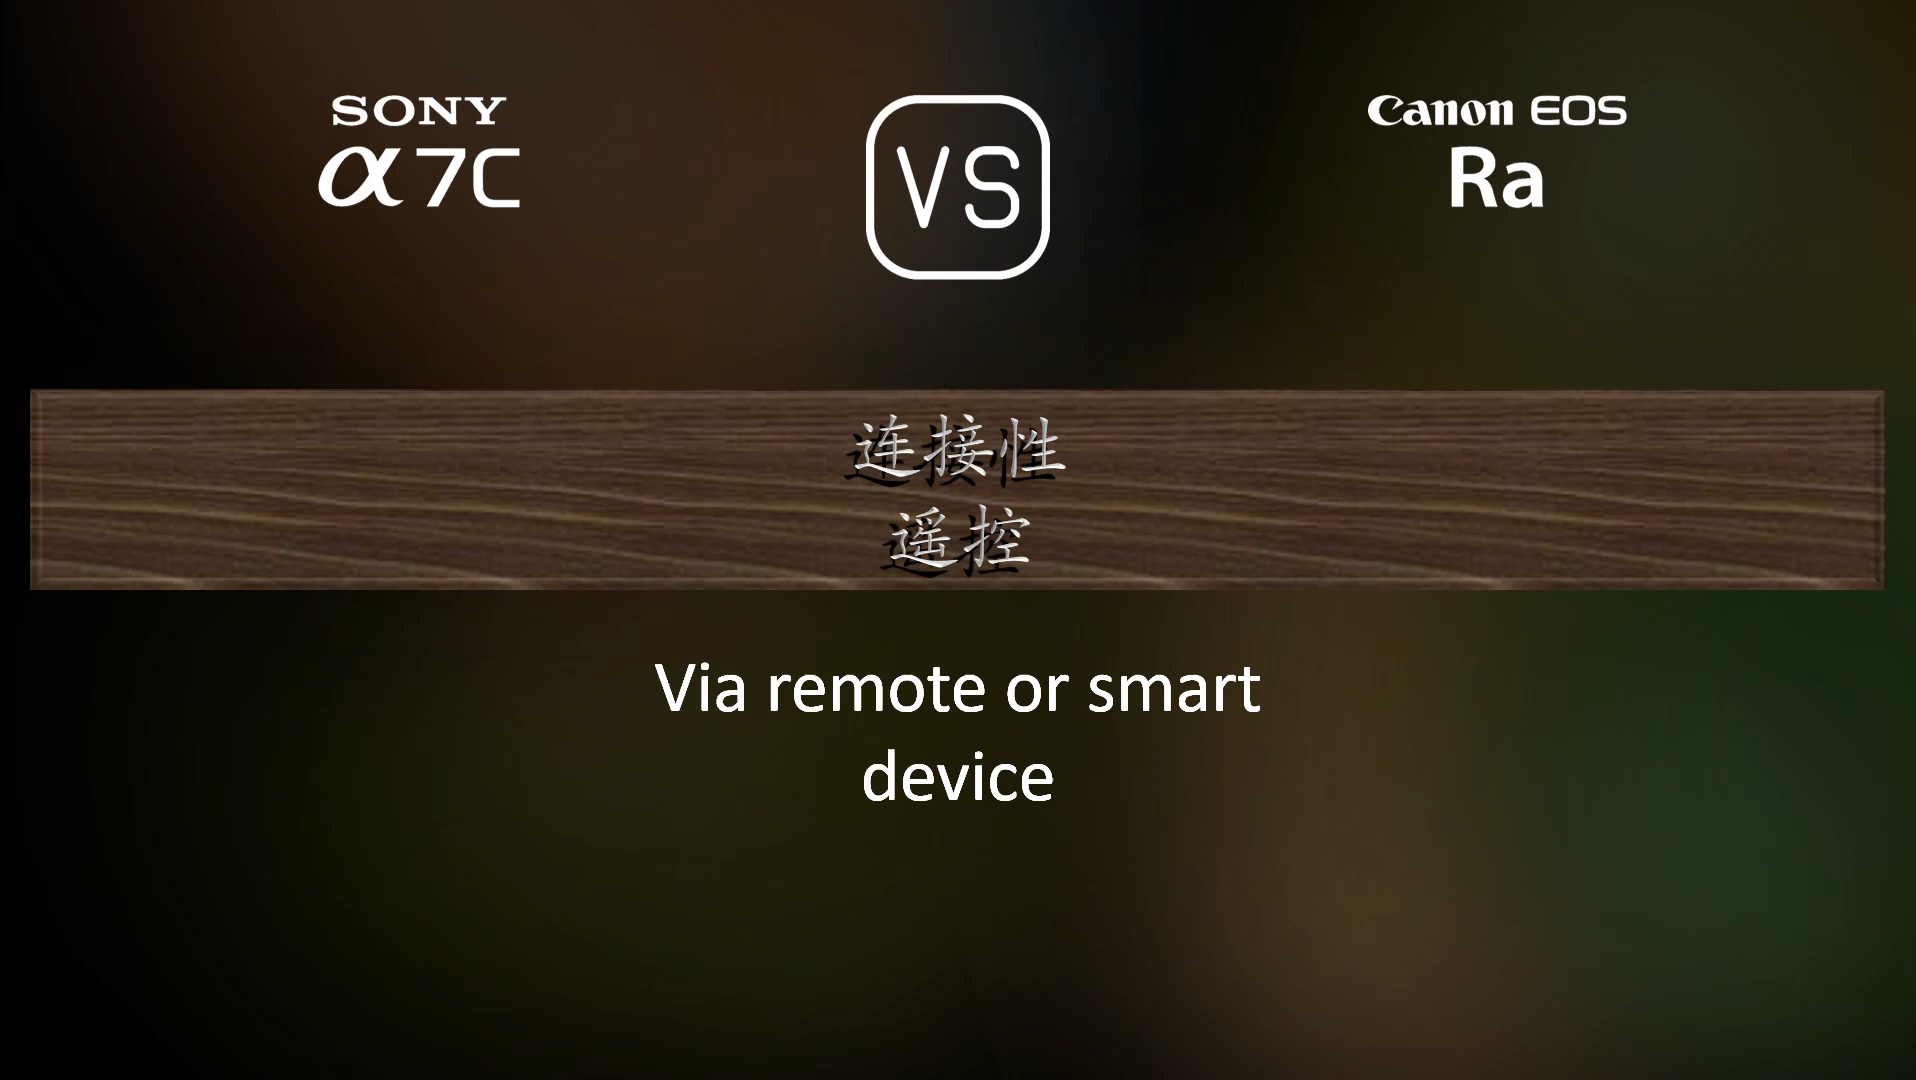 SONY
α7C
VS
Canon EOS
Ra
连接性
遥控
Via remote or smart
device